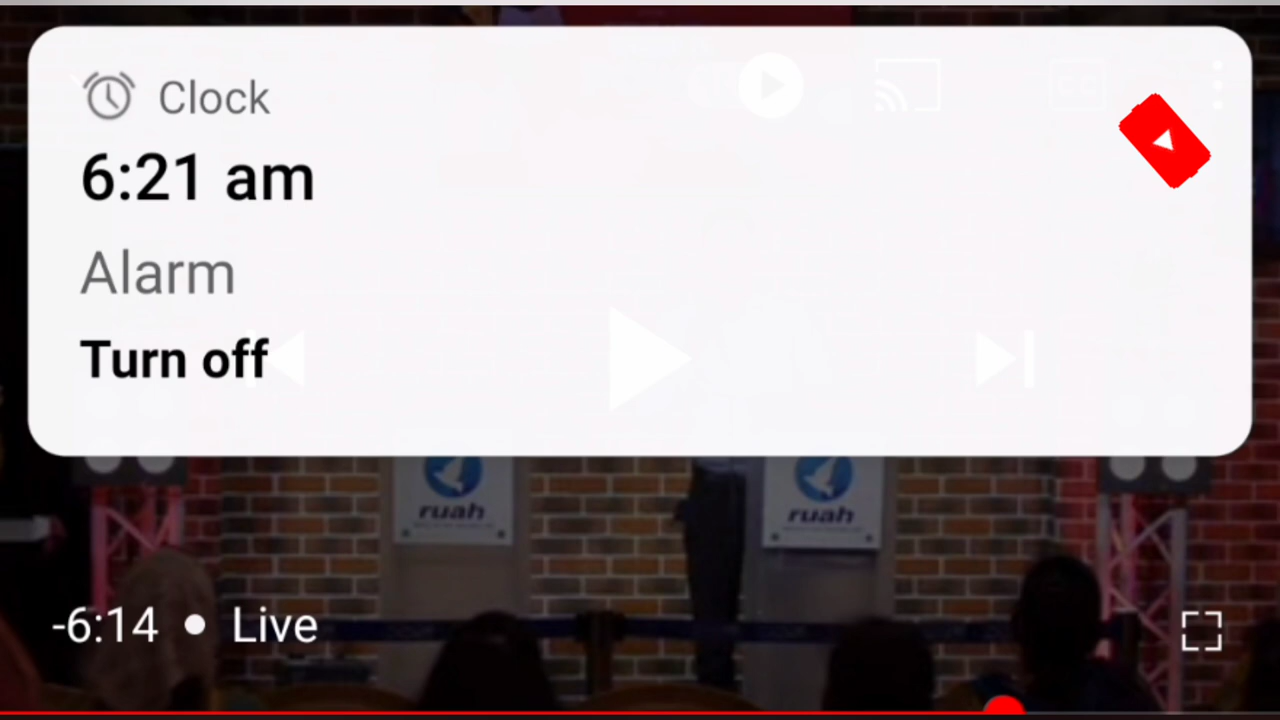 Clock
6:21 am
Alarm
Turn off
ruah
ruah
-6:14 • Live